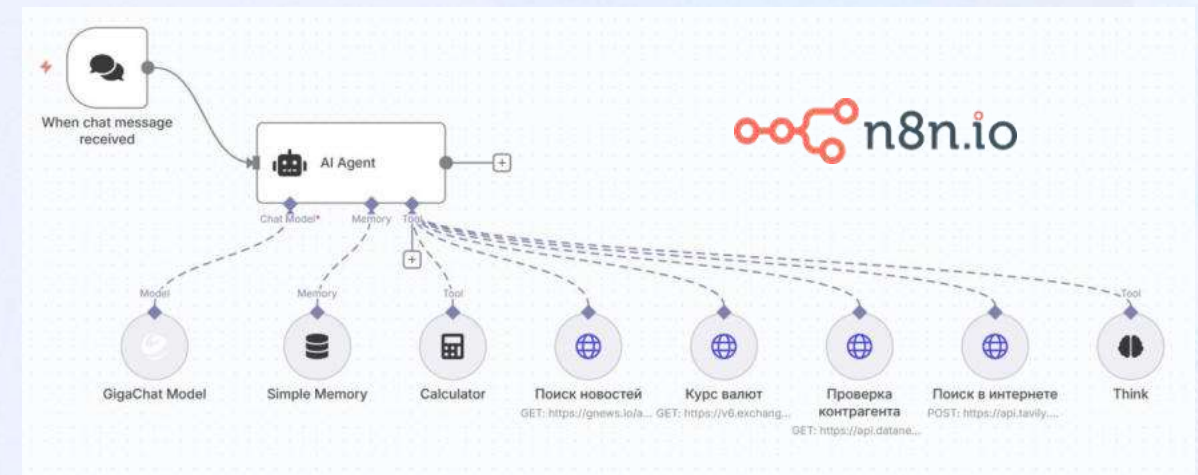 When chat message
received
n8n.io
AI Agent
Chat Model*
Memory
Tool
Model
Memory
Tool
Tool
GigaChat Model
Simple Memory
Calculator
Поиск новостей
GET: https://gnews.io/a...
Курс валют
GET: https://v6.exchang...
Проверка
контрагента
GET: https://api.datane...
Поиск в интернете
POST: https://api.tavily....
Think